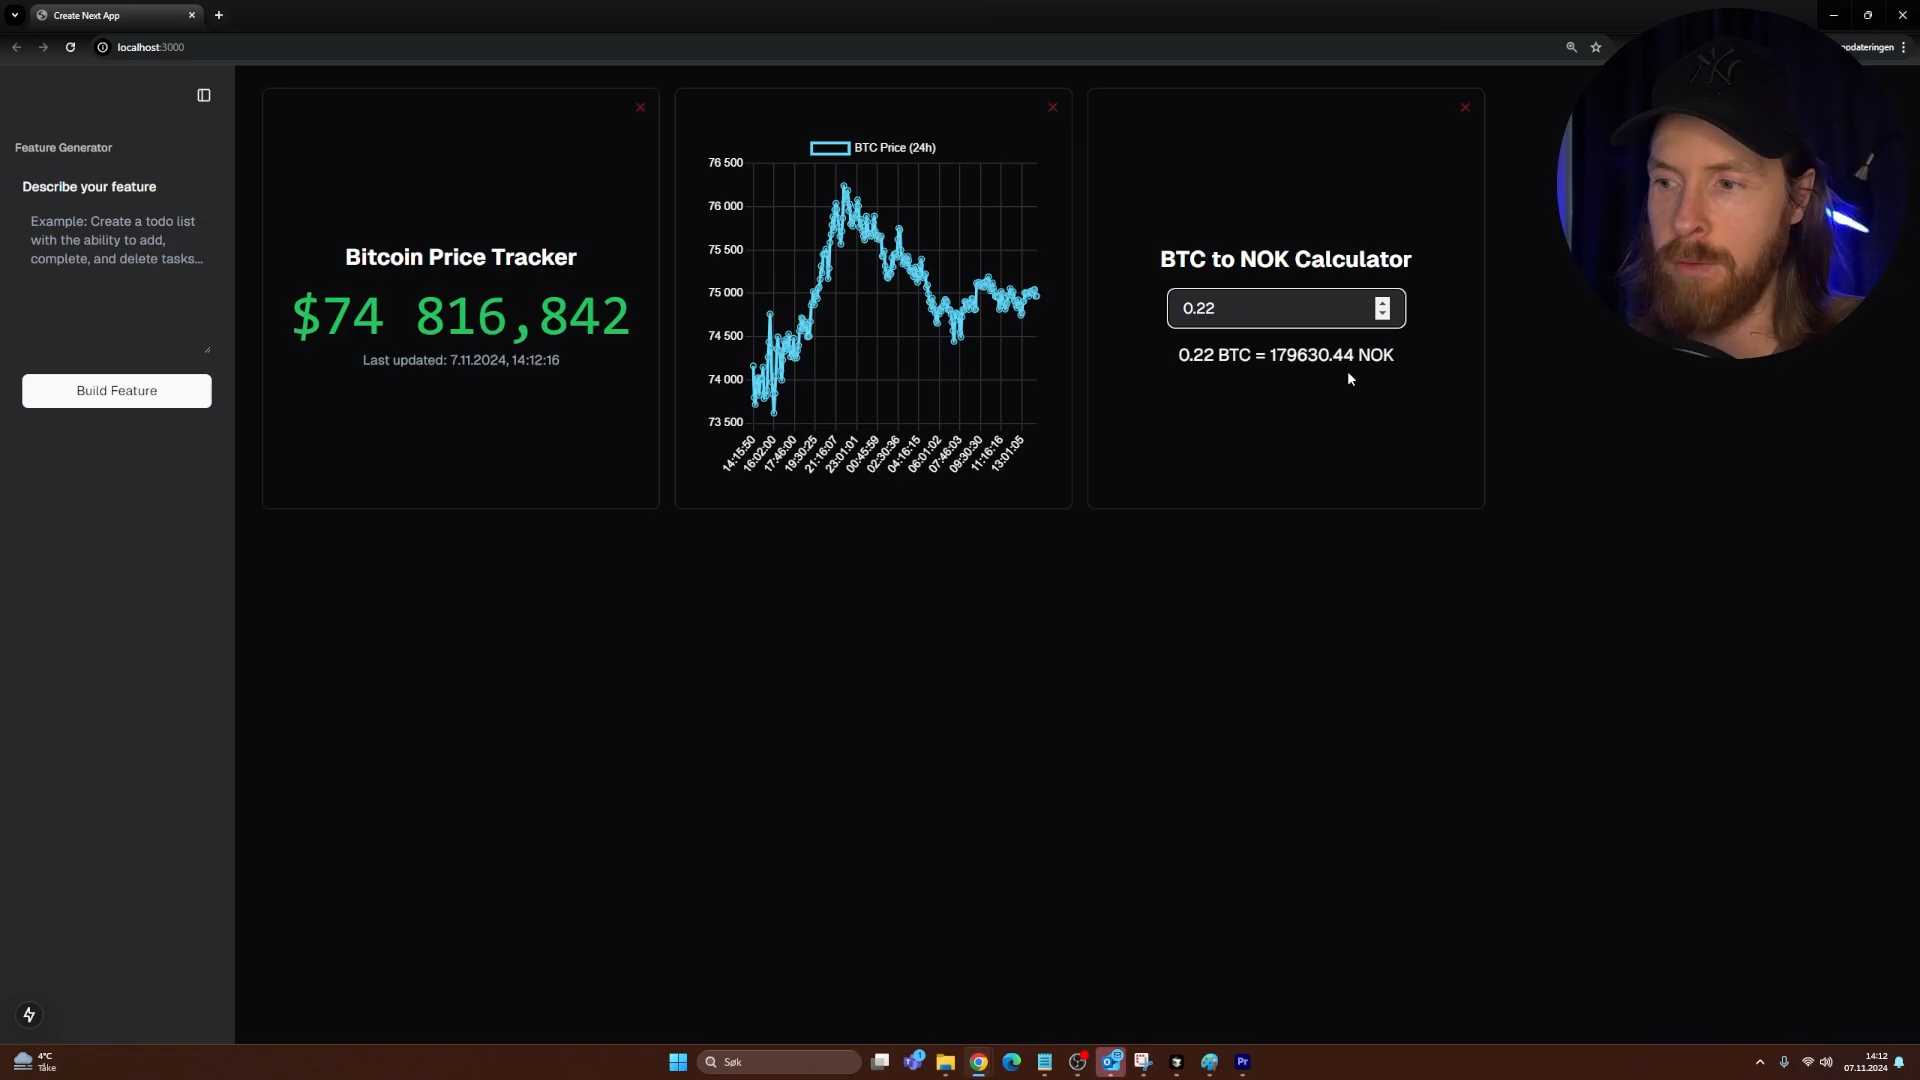 Create Next App
localhost:3000
ppdateringen
Feature Generator
Describe your feature
Example: Create a todo list
with the ability to add,
complete, and delete tasks...
Build Feature
Bitcoin Price Tracker
$74 816,842
Last updated: 7.11.2024, 14:12:16
BTC Price (24h)
76 500
76 000
75 500
75 000
74 500
74 000
73 500
14:15:50
16:02:00
17:46:00
19:30:25
21:16:07
23:01:01
00:45:59
02:30:36
04:16:15
06:01:02
07:46:03
09:30:30
11:16:16
13:01:05
BTC to NOK Calculator
0.22
0.22 BTC = 179630.44 NOK
NY
4°C
Tåke
Søk
1
Pr
14:12
07.11.2024